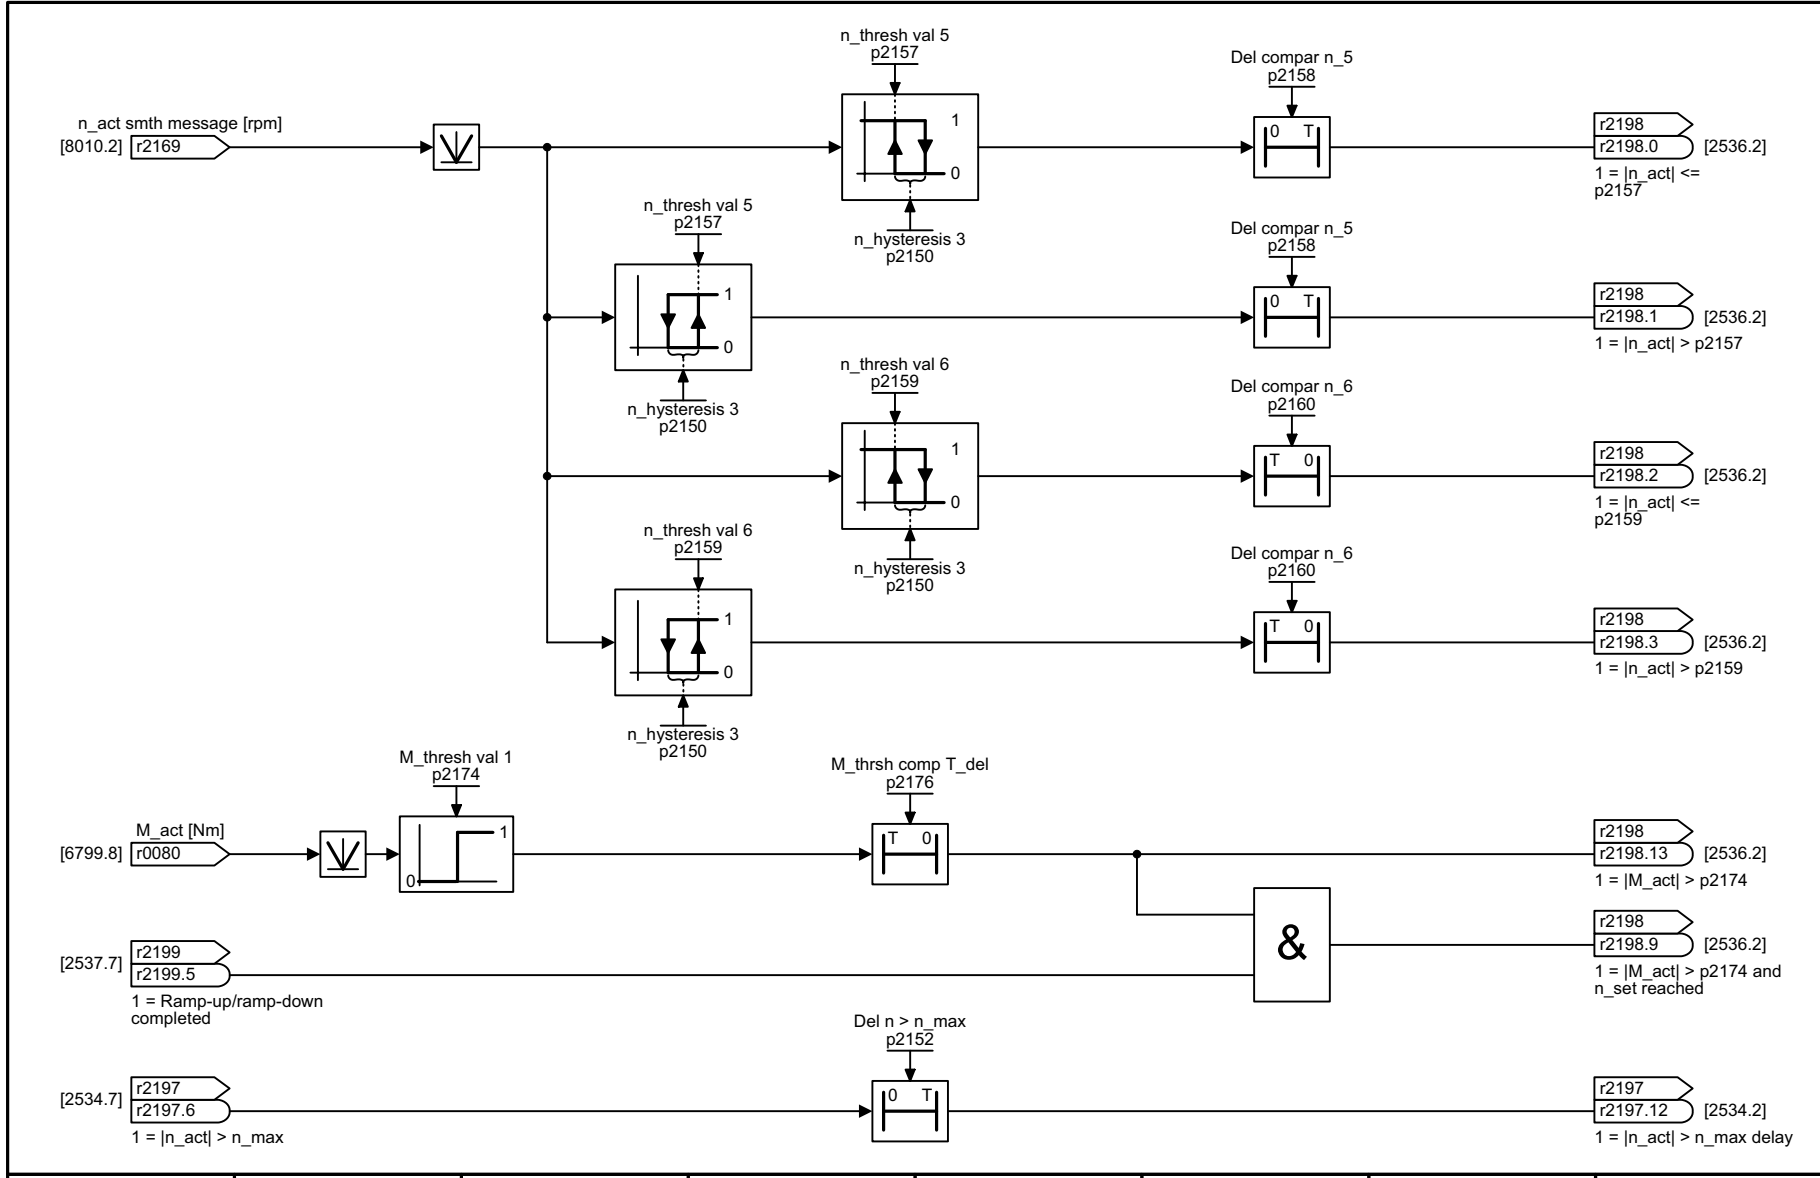 n_thresh val 5
p2157
Del compar n_5
p2158
n_act smth message [rpm]
[8010.2] r2169
1
0
0 T
r2198
r2198.0 [2536.2]
1 = |n_act| <=
p2157
n_hysteresis 3
p2150
n_thresh val 5
p2157
Del compar n_5
p2158
1
0
0 T
r2198
r2198.1 [2536.2]
1 = |n_act| > p2157
n_hysteresis 3
p2150
n_thresh val 6
p2159
Del compar n_6
p2160
1
0
T 0
r2198
r2198.2 [2536.2]
1 = |n_act| <=
p2159
n_hysteresis 3
p2150
n_thresh val 6
p2159
Del compar n_6
p2160
1
0
T 0
r2198
r2198.3 [2536.2]
1 = |n_act| > p2159
n_hysteresis 3
p2150
M_thresh val 1
p2174
M_thrsh comp T_del
p2176
M_act [Nm]
[6799.8] r0080
1
0
T 0
r2198
r2198.13 [2536.2]
1 = |M_act| > p2174
&
r2198
r2198.9 [2536.2]
1 = |M_act| > p2174 and
n_set reached
r2199
[2537.7] r2199.5
1 = Ramp-up/ramp-down
completed
Del n > n_max
p2152
r2197
[2534.7] r2197.6
1 = |n_act| > n_max
0 T
r2197
r2197.12 [2534.2]
1 = |n_act| > n_max delay